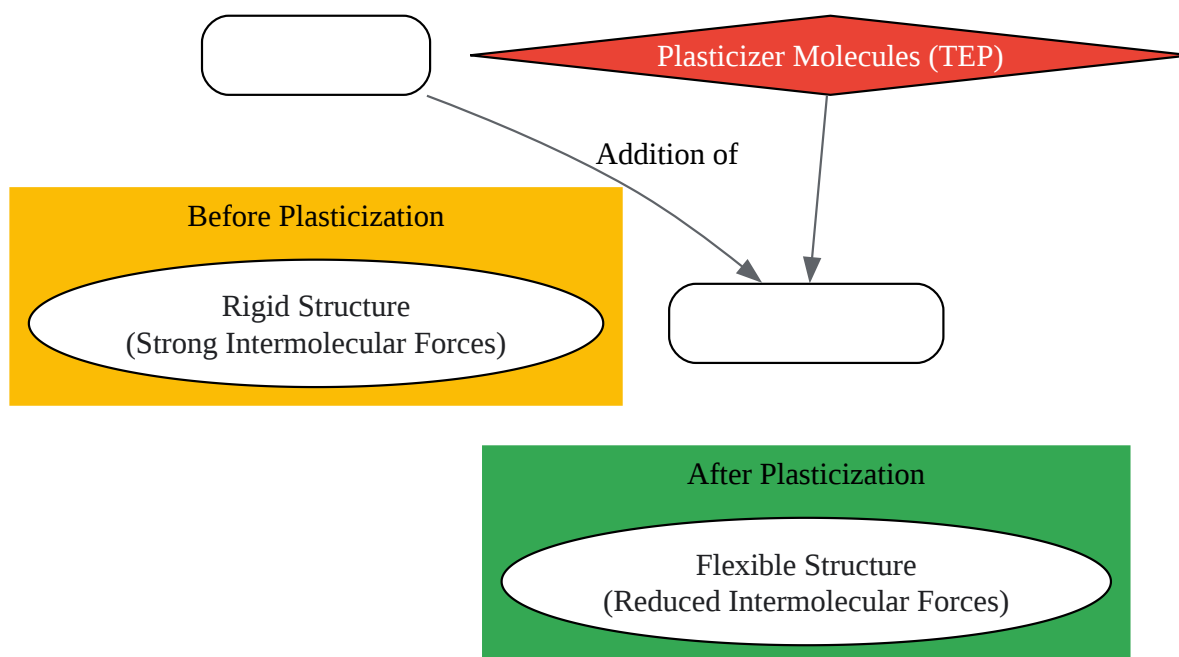 Plasticizer Molecules (TEP)
Addition of
Before Plasticization
Rigid Structure
(Strong Intermolecular Forces)
After Plasticization
Flexible Structure
(Reduced Intermolecular Forces)